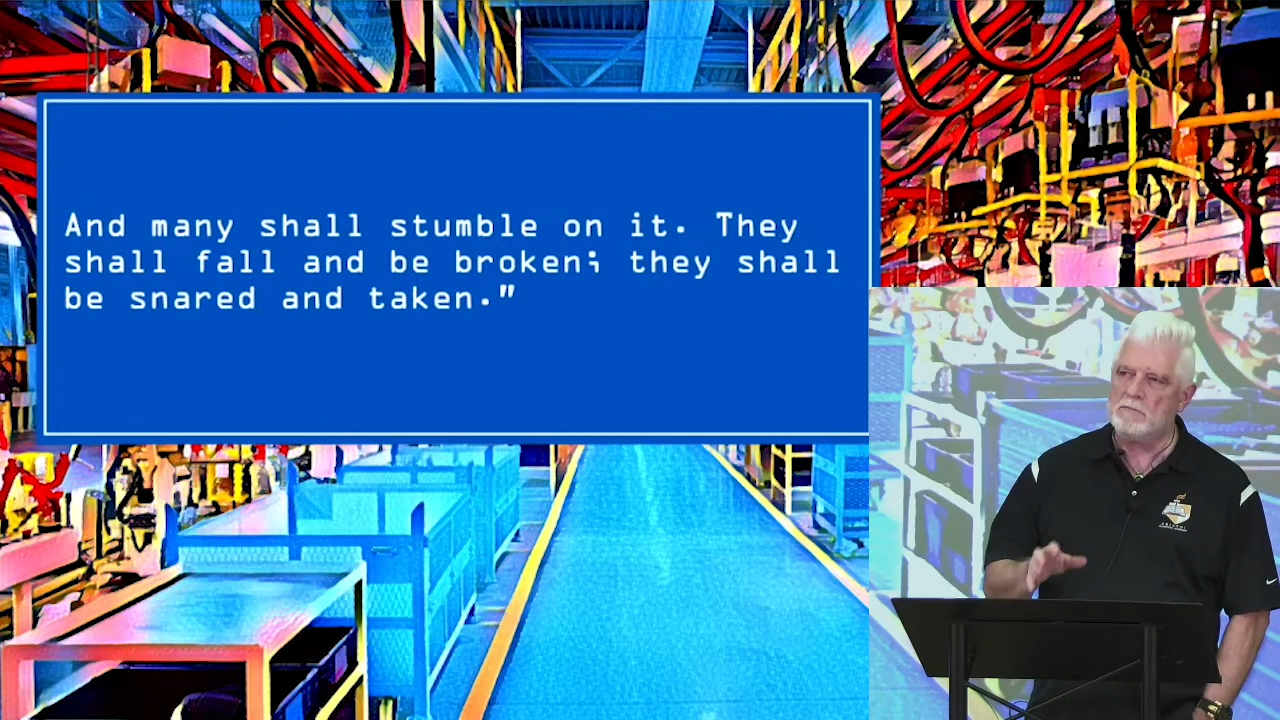 And many shall stumble on it. They
shall fall and be broken; they shall
be snared and taken."